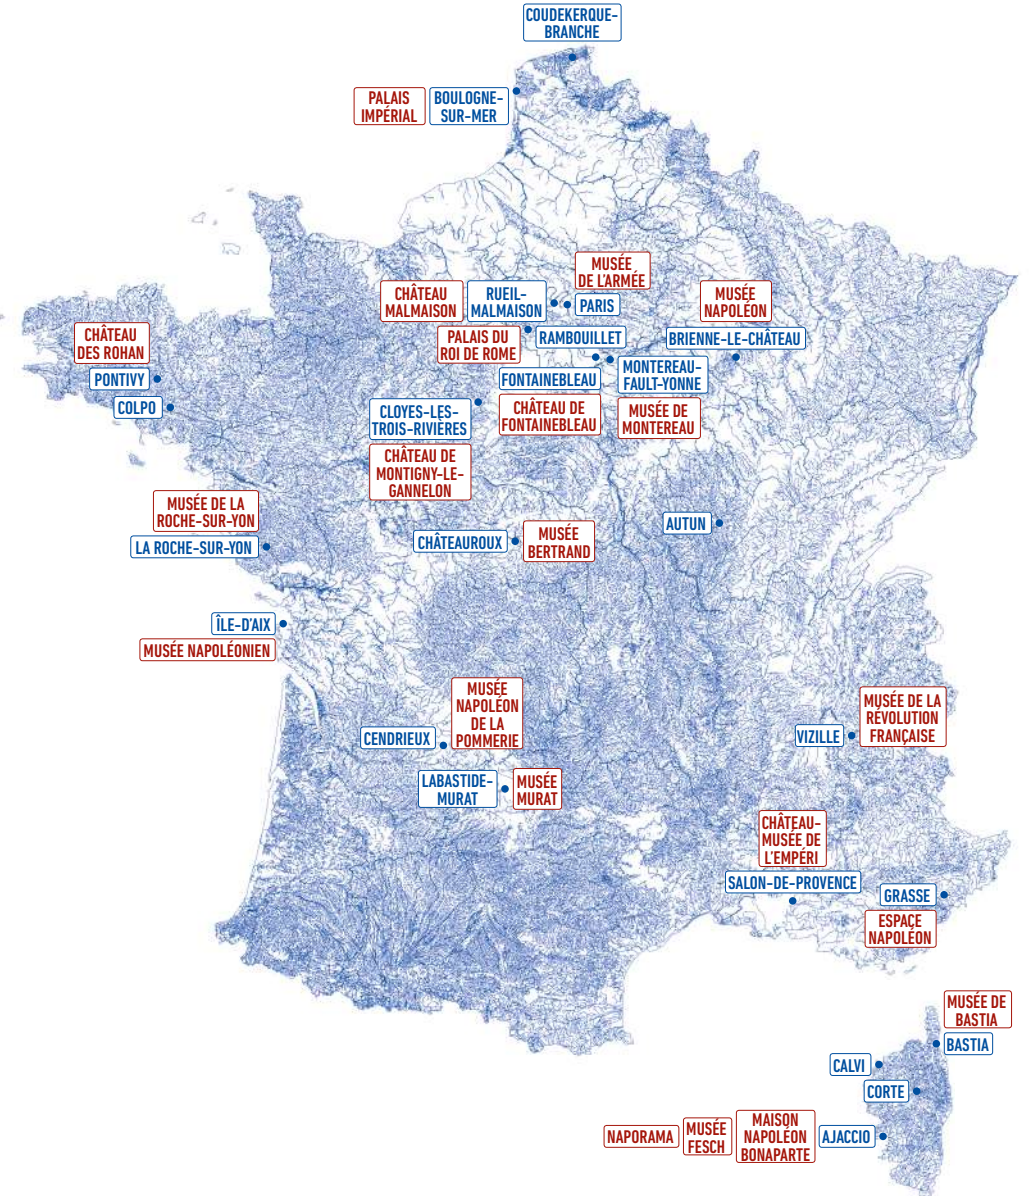 COUDEKERQUE-
BRANCHE
PALAIS
IMPÉRIAL
BOULOGNE-
SUR-MER
MUSÉE
DE L'ARMÉE
CHÂTEAU
MALMAISON
RUEIL-
MALMAISON
PARIS
MUSÉE
NAPOLÉON
CHÂTEAU
DES ROHAN
PALAIS DU
ROI DE ROME
RAMBOUILLET
BRIENNE-LE-CHÂTEAU
PONTIVY
FONTAINEBLEAU
MONTEREAU-
FAULT-YONNE
COLPO
CLOYES-LES-
TROIS-RIVIÈRES
CHÂTEAU DE
FONTAINEBLEAU
MUSÉE DE
MONTEREAU
CHÂTEAU DE
MONTIGNY-LE-
GANNELON
MUSÉE DE LA
ROCHE-SUR-YON
LA ROCHE-SUR-YON
CHÂTEAUROUX
MUSÉE
BERTRAND
AUTUN
ÎLE-D'AIX
MUSÉE NAPOLÉONIEN
MUSÉE
NAPOLÉON
DE LA
POMMERIE
CENDRIEUX
VIZILLE
MUSÉE DE LA
RÉVOLUTION
FRANÇAISE
LABASTIDE-
MURAT
MUSÉE
MURAT
CHÂTEAU-
MUSÉE DE
L'EMPÉRI
SALON-DE-PROVENCE
GRASSE
ESPAÇE
NAPOLÉON
MUSÉE DE
BASTIA
BASTIA
CALVI
CORTE
NAPORAMA
MUSÉE
FESCH
MAISON
NAPOLÉON
BONAPARTE
AJACCIO